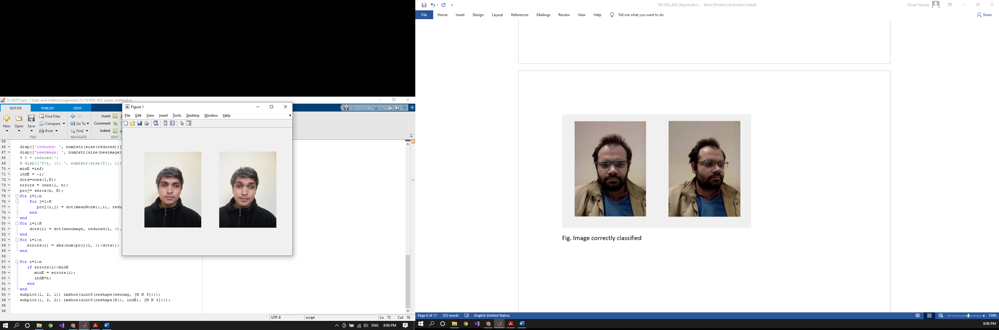 D:\FAST\sem 1\Stats and maths\Assignment 2\L191854_A02_paper_method.m
EDITOR PUBLISH VIEW
New Open Save Find Files Compare Print
FILE
Go To Find
NAVIGATE
Insert
Comment
Indent
EDIT
65
66 disp(['reduced: ', num2str(size(reduced))]
67 disp(['newimage: ', num2str(size(newimage)
68 % Y = reduced.';
69 % disp(['Y(i, :): ', num2str(size(Y(:, 1))
70 minE =inf;
71 indE = -1;
72 dots=ones(1,K);
73 errors = ones(1, n);
74 proj= zeros(n, K);
75 for i=1:n
76 for j=1:K
77 proj(i,j) = dot(meanNorm(:,i), redu
78 end
79 end
80 for i=1:K
81 dots(i) = dot(newimage, reduced(i, :).
82 end
83 for i=1:n
84 errors(i) = abs(sum(proj(i, :)-dots));
85 end
86
87 for i=1:n
88 if errors(i)<minE
89 minE = errors(i);
90 indE=i;
91 end
92 end
93 subplot(1, 2, 1); imshow(uint8(reshape(newimg, [M N 3])));
94 subplot(1, 2, 2); imshow(uint8(reshape(X(:, indE), [M N 3])));
95
96
UTF-8 script Ln 72 Col 16
Figure 1
File Edit View Insert Tools Desktop Window Help
ENG 8:06 PM
19L1854_A02_Report.docx - Word (Product Activation Failed)
Omar Farooq
File Home Insert Design Layout References Mailings Review View Help Tell me what you want to do
Share
Fig. Image correctly classified
Page 8 of 17 522 words English (United States)
150%
8:06 PM